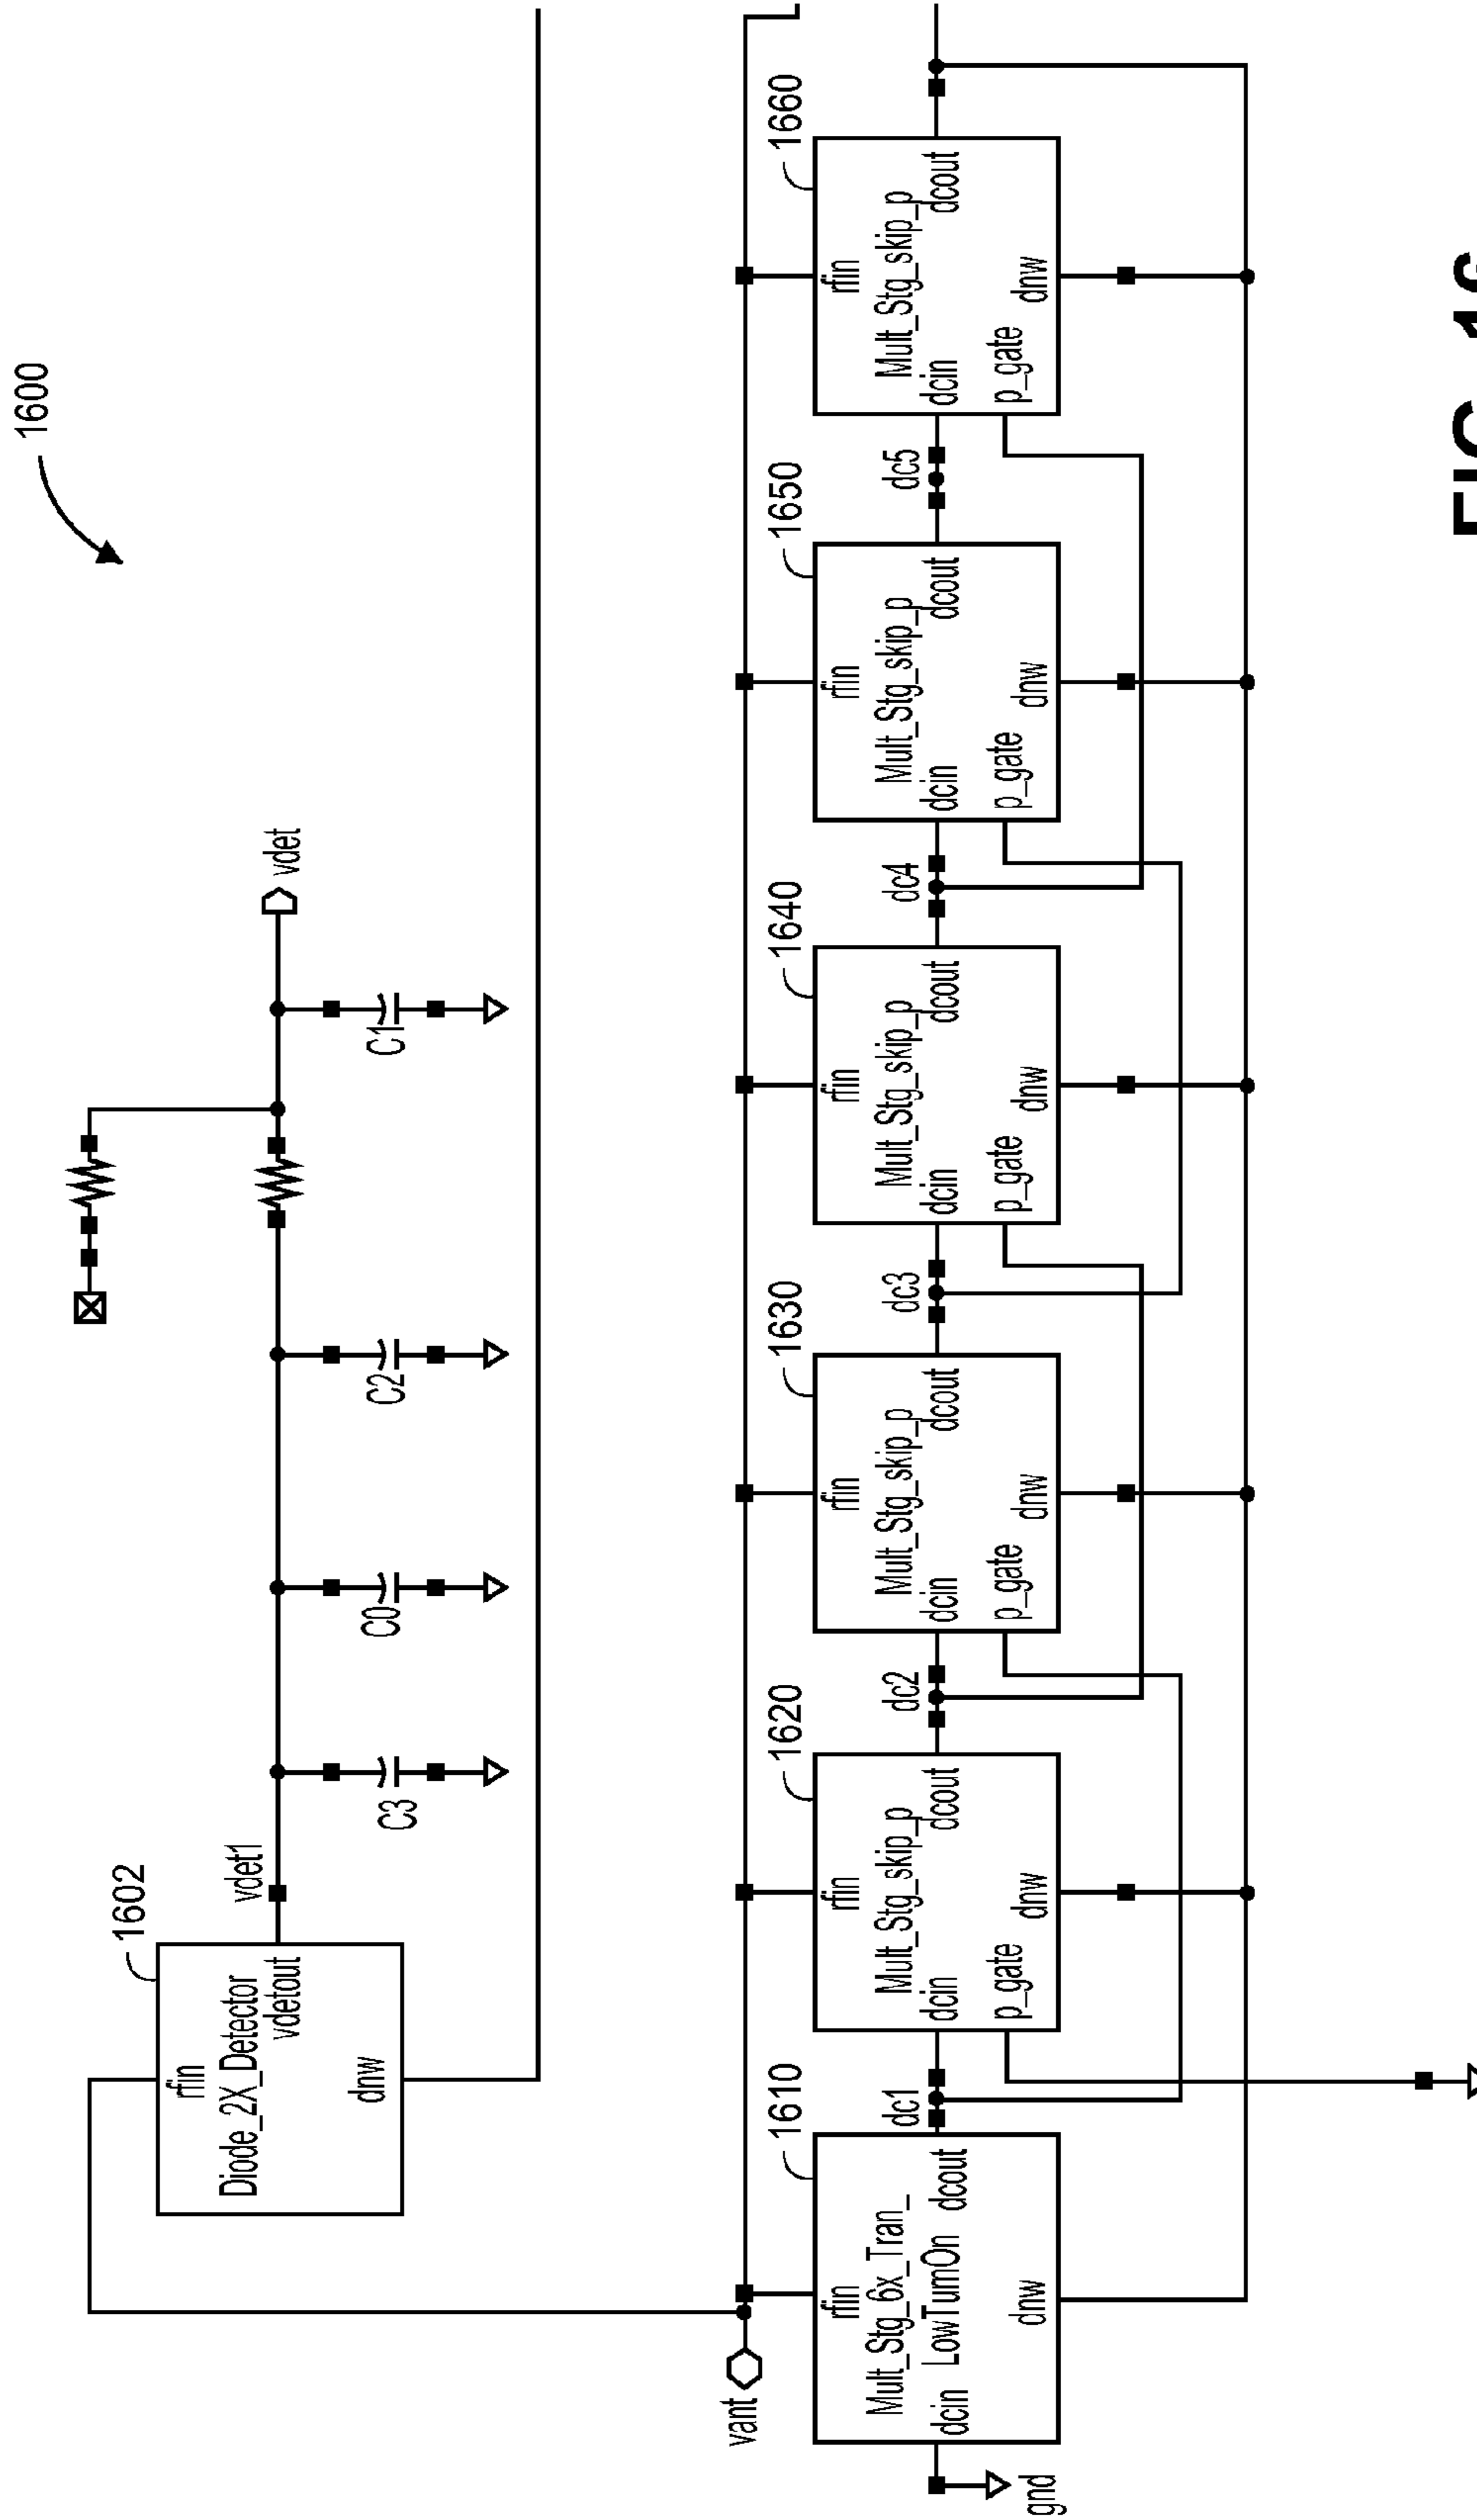 1600
1602
rfin
Diode_2X_Detector
vdetout
dnw
vdet1
C3
C0
C2
C1
vdet
vant
gnd
1610
rfin
Mult_Stg_6x_Tran_
LowTurnOn
dcin
dcout
dnw
dc1
1620
rfin
Mult_Stg_skip_p
dcin
dcout
p_gate
dnw
dc2
1630
rfin
Mult_Stg_skip_p
dcin
dcout
p_gate
dnw
dc3
1640
rfin
Mult_Stg_skip_p
dcin
dcout
p_gate
dnw
dc4
1650
rfin
Mult_Stg_skip_p
dcin
dcout
p_gate
dnw
dc5
1660
rfin
Mult_Stg_skip_p
dcin
dcout
p_gate
dnw